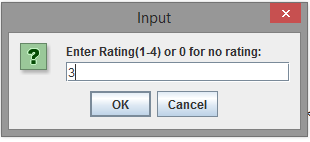 Input
Enter Rating(1-4) or 0 for no rating:
3
OK
Cancel